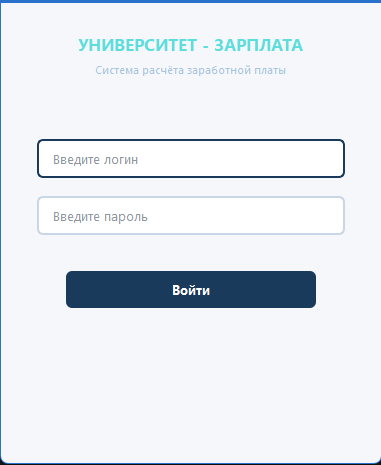 УНИВЕРСИТЕТ - ЗАРПЛАТА
Система расчёта заработной платы
Введите логин
Введите пароль
Войти